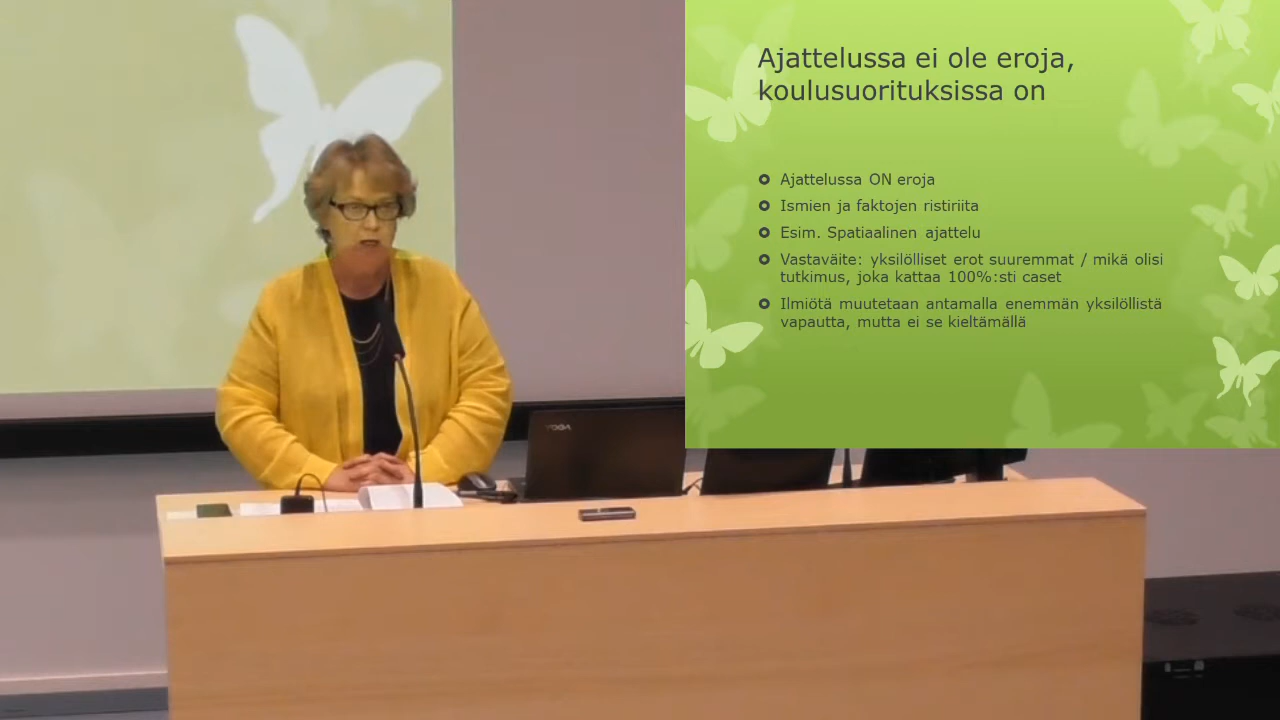 Ajattelussa ei ole eroja,
koulusuorituksissa on
Ajattelussa ON eroja
Ismien ja faktojen ristiriita
Esim. Spatiaalinen ajattelu
Vastaväite: yksilölliset erot suuremmat / mikä olisi
tutkimus, joka kattaa 100%:sti caset
Ilmiötä muutetaan antamalla enemmän yksilöllistä
vapautta, mutta ei se kieltämällä
YOGA